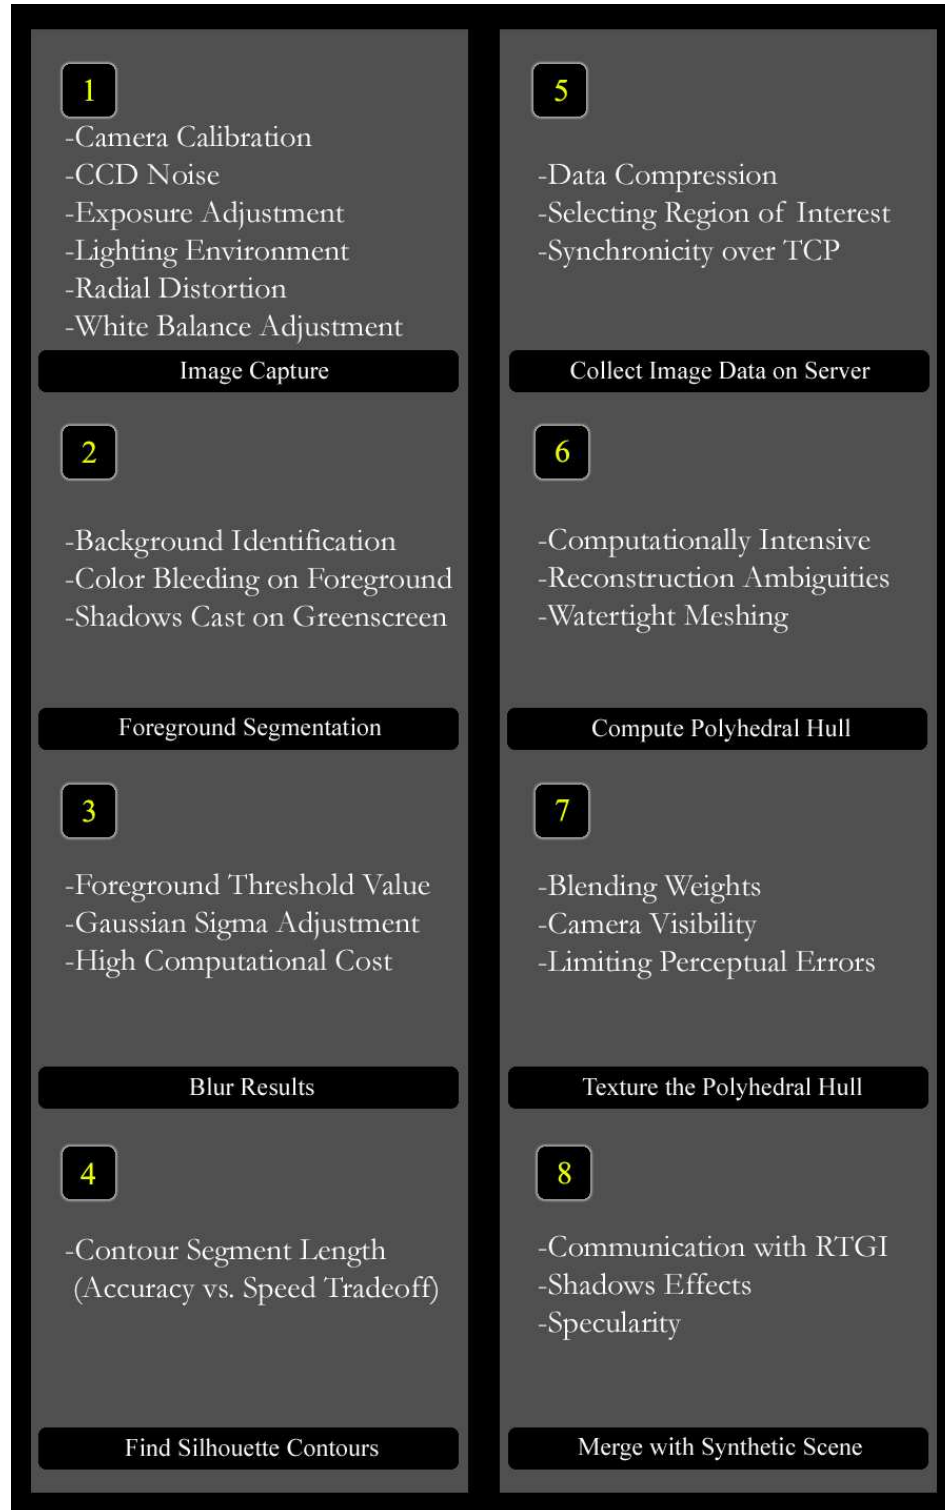 1
-Camera Calibration
-CCD Noise
-Exposure Adjustment
-Lighting Environment
-Radial Distortion
-White Balance Adjustment
Image Capture
2
-Background Identification
-Color Bleeding on Foreground
-Shadows Cast on Greenscreen
Foreground Segmentation
3
-Foreground Threshold Value
-Gaussian Sigma Adjustment
-High Computational Cost
Blur Results
4
-Contour Segment Length
(Accuracy vs. Speed Tradeoff)
Find Silhouette Contours
5
-Data Compression
-Selecting Region of Interest
-Synchronicity over TCP
Collect Image Data on Server
6
-Computationally Intensive
-Reconstruction Ambiguities
-Watertight Meshing
Compute Polyhedral Hull
7
-Blending Weights
-Camera Visibility
-Limiting Perceptual Errors
Texture the Polyhedral Hull
8
-Communication with RTGI
-Shadows Effects
-Specularity
Merge with Synthetic Scene